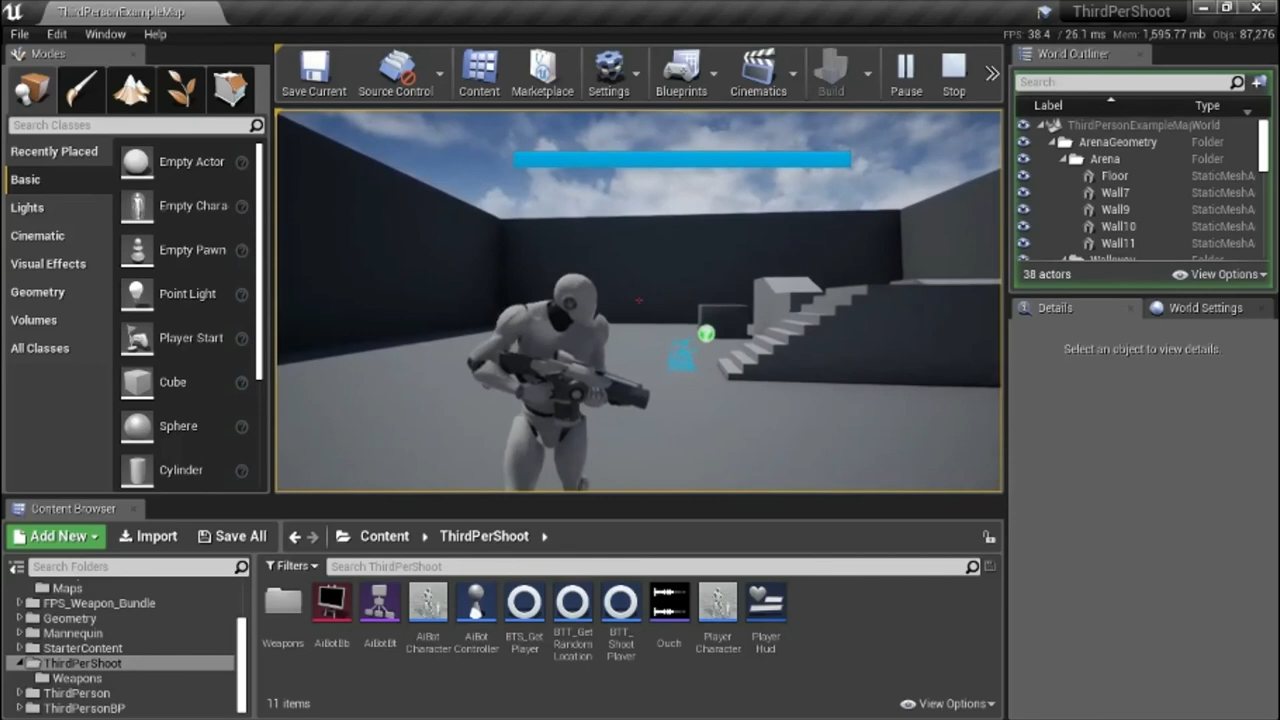 ThirdPersonExampleMap
ThirdPerShoot
File Edit Window Help
FPS: 38.4 / 26.1 ms Mem: 1,595.77 mb Objs: 87,276
Modes
Save Current
Source Control
Content
Marketplace
Settings
Blueprints
Cinematics
Build
Pause
Stop
World Outliner
Search
Label Type
ThirdPersonExampleMap World
ArenaGeometry Folder
Arena Folder
Floor StaticMeshA
Wall7 StaticMeshA
Wall9 StaticMeshA
Wall10 StaticMeshA
Wall11 StaticMeshA
Walkway Folder
38 actors View Options
Search Classes
Recently Placed
Basic
Lights
Cinematic
Visual Effects
Geometry
Volumes
All Classes
Empty Actor
Empty Chara
Empty Pawn
Point Light
Player Start
Cube
Sphere
Cylinder
Details
World Settings
Select an object to view details.
Content Browser
Add New Import Save All Content ThirdPerShoot
Search Folders
Filters Search ThirdPerShoot
Maps
FPS_Weapon_Bundle
Geometry
Mannequin
StarterContent
ThirdPerShoot
Weapons
ThirdPerson
ThirdPersonBP
Weapons
AiBotBb
AiBotBt
AiBot
Character
AiBot
Controller
BTS_Get
Player
BTT_Get
Random
Location
BTT_
Shoot
Player
Ouch
Player
Character
Player
Hud
11 items View Options